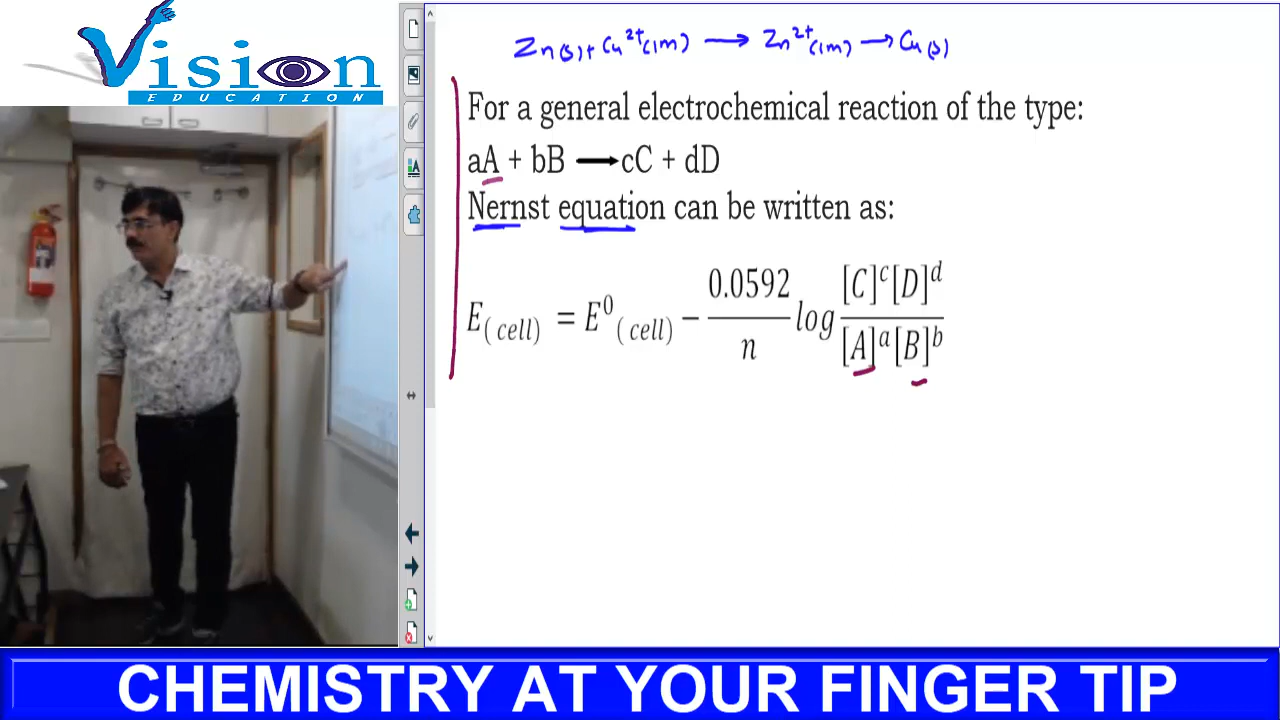 Vision
EDUCATION
Zn(s) + Cu²⁺(1M) ⟶ Zn²⁺(1M) ⟶ Cu(s)
For a general electrochemical reaction of the type:
aA + bB ⟶ cC + dD
Nernst equation can be written as:
E₍cell₎ = E⁰₍cell₎ − 0.0592/n log [C]ᶜ[D]ᵈ/[A]ᵃ[B]ᵇ
CHEMISTRY AT YOUR FINGER TIP